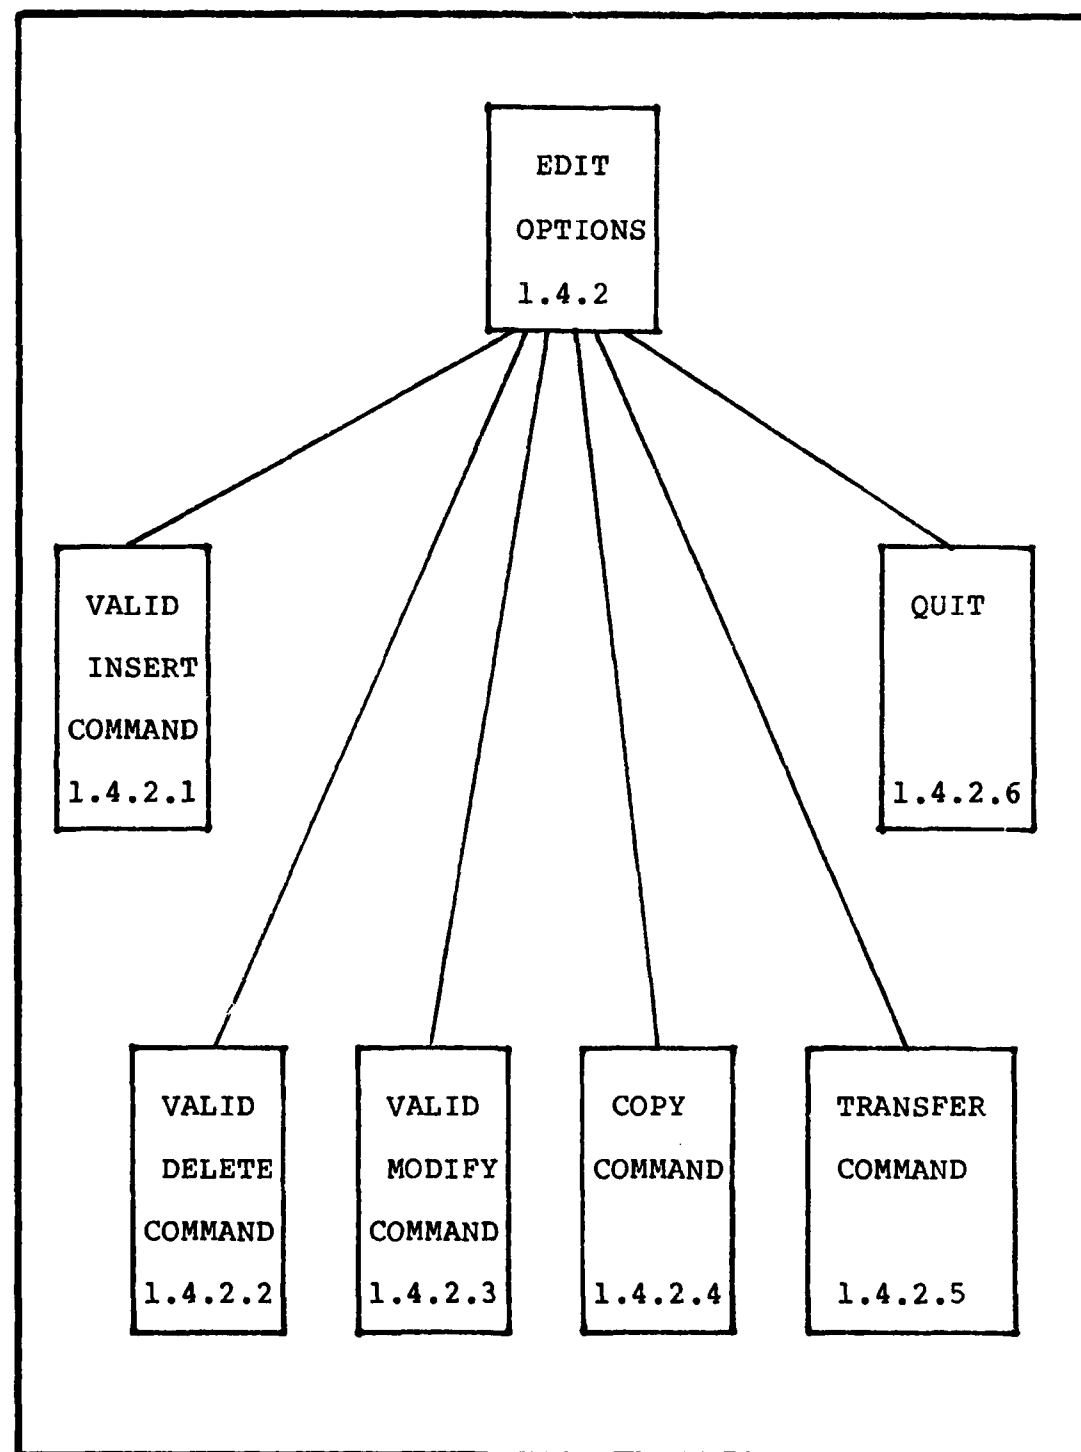 EDIT
OPTIONS
1.4.2
VALID
INSERT
COMMAND
1.4.2.1
QUIT
1.4.2.6
VALID
DELETE
COMMAND
1.4.2.2
VALID
MODIFY
COMMAND
1.4.2.3
COPY
COMMAND
1.4.2.4
TRANSFER
COMMAND
1.4.2.5